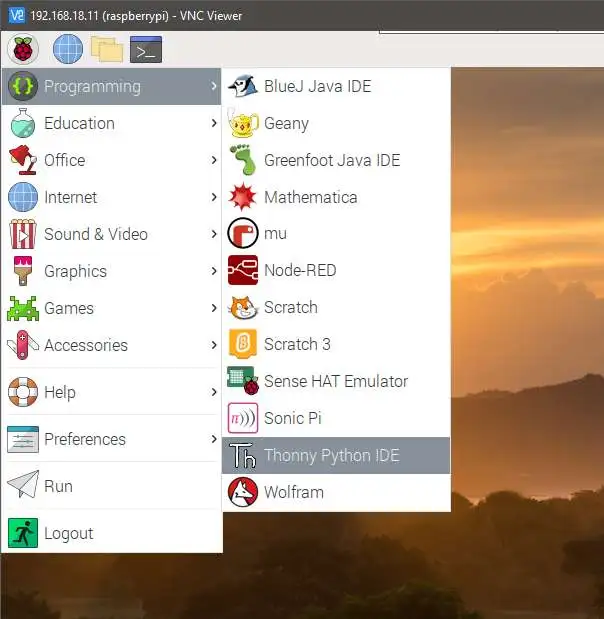 192.168.18.11 (raspberrypi) - VNC Viewer
Programming
Education
Office
Internet
Sound & Video
Graphics
Games
Accessories
Help
Preferences
Run
Logout
BlueJ Java IDE
Geany
Greenfoot Java IDE
Mathematica
mu
Node-RED
Scratch
Scratch 3
Sense HAT Emulator
Sonic Pi
Th Thonny Python IDE
Wolfram